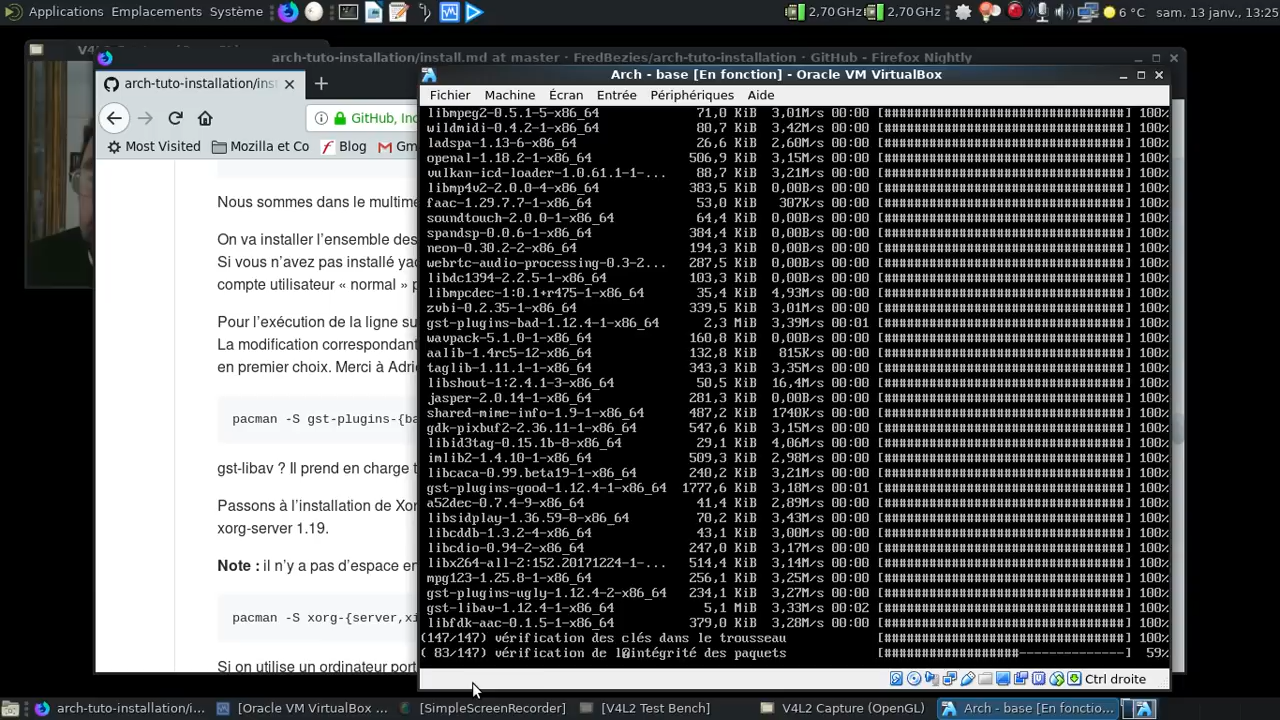 Applications Emplacements Système 2,70 GHz 2,70 GHz 6 °C sam. 13 janv., 13:25
arch-tuto-installation/install.md at master · FredBezies/arch-tuto-installation · GitHub - Firefox Nightly
arch-tuto-installation/inst
GitHub, Inc
Most Visited Mozilla et Co Blog Gm
Nous sommes dans le multimé
On va installer l'ensemble des
Si vous n'avez pas installé yao
compte utilisateur « normal » p
Pour l'exécution de la ligne su
La modification correspondant
en premier choix. Merci à Adri
pacman -S gst-plugins-{ba
gst-libav ? Il prend en charge t
Passons à l'installation de Xor
xorg-server 1.19.
Note : il n'y a pas d'espace en
pacman -S xorg-{server,xi
Si on utilise un ordinateur port
Arch - base [En fonction] - Oracle VM VirtualBox
Fichier Machine Écran Entrée Périphériques Aide
libmpeg2-0.5.1-5-x86_64 71,0 KiB 3,01M/s 00:00 [######################] 100%
wildmidi-0.4.2-1-x86_64 80,7 KiB 3,42M/s 00:00 [######################] 100%
ladspa-1.13-6-x86_64 26,6 KiB 2,60M/s 00:00 [######################] 100%
openal-1.18.2-1-x86_64 506,9 KiB 3,15M/s 00:00 [######################] 100%
vulkan-icd-loader-1.0.61.1-1-... 88,7 KiB 3,21M/s 00:00 [######################] 100%
libmp4v2-2.0.0-4-x86_64 383,5 KiB 0,00B/s 00:00 [######################] 100%
faac-1.29.7.7-1-x86_64 53,0 KiB 307K/s 00:00 [######################] 100%
soundtouch-2.0.0-1-x86_64 64,4 KiB 0,00B/s 00:00 [######################] 100%
spandsp-0.0.6-1-x86_64 384,4 KiB 0,00B/s 00:00 [######################] 100%
neon-0.30.2-2-x86_64 194,3 KiB 0,00B/s 00:00 [######################] 100%
webrtc-audio-processing-0.3-2... 287,5 KiB 0,00B/s 00:00 [######################] 100%
libdc1394-2.2.5-1-x86_64 103,3 KiB 0,00B/s 00:00 [######################] 100%
libmpcdec-1:0.1+r475-1-x86_64 35,4 KiB 4,93M/s 00:00 [######################] 100%
zvbi-0.2.35-1-x86_64 339,5 KiB 3,01M/s 00:00 [######################] 100%
gst-plugins-bad-1.12.4-1-x86_64 2,3 MiB 3,39M/s 00:01 [######################] 100%
wavpack-5.1.0-1-x86_64 160,8 KiB 0,00B/s 00:00 [######################] 100%
aalib-1.4rc5-12-x86_64 132,8 KiB 815K/s 00:00 [######################] 100%
taglib-1.11.1-1-x86_64 343,3 KiB 3,35M/s 00:00 [######################] 100%
libshout-1:2.4.1-3-x86_64 50,5 KiB 16,4M/s 00:00 [######################] 100%
jasper-2.0.14-1-x86_64 281,3 KiB 0,00B/s 00:00 [######################] 100%
shared-mime-info-1.9-1-x86_64 487,2 KiB 1740K/s 00:00 [######################] 100%
gdk-pixbuf2-2.36.11-1-x86_64 547,6 KiB 3,15M/s 00:00 [######################] 100%
libid3tag-0.15.1b-8-x86_64 29,1 KiB 4,06M/s 00:00 [######################] 100%
imlib2-1.4.10-1-x86_64 509,3 KiB 2,98M/s 00:00 [######################] 100%
libcaca-0.99.beta19-1-x86_64 240,2 KiB 3,21M/s 00:00 [######################] 100%
gst-plugins-good-1.12.4-1-x86_64 1777,6 KiB 3,18M/s 00:01 [######################] 100%
a52dec-0.7.4-9-x86_64 41,4 KiB 2,89M/s 00:00 [######################] 100%
libsidplay-1.36.59-8-x86_64 70,2 KiB 3,43M/s 00:00 [######################] 100%
libcddb-1.3.2-4-x86_64 43,1 KiB 3,00M/s 00:00 [######################] 100%
libcdio-0.94-2-x86_64 247,0 KiB 3,17M/s 00:00 [######################] 100%
libx264-all-2:152.20171224-1-... 514,4 KiB 3,14M/s 00:00 [######################] 100%
mpg123-1.25.8-1-x86_64 256,1 KiB 3,25M/s 00:00 [######################] 100%
gst-plugins-ugly-1.12.4-2-x86_64 234,1 KiB 3,27M/s 00:00 [######################] 100%
gst-libav-1.12.4-1-x86_64 5,1 MiB 3,33M/s 00:02 [######################] 100%
libfdk-aac-0.1.5-1-x86_64 379,0 KiB 3,28M/s 00:00 [######################] 100%
(147/147) vérification des clés dans le trousseau [######################] 100%
( 83/147) vérification de l intégrité des paquets [##################--------------] 59%
Ctrl droite
arch-tuto-installation/i... [Oracle VM VirtualBox ... [SimpleScreenRecorder] [V4L2 Test Bench] V4L2 Capture (OpenGL) Arch - base [En fonctio...